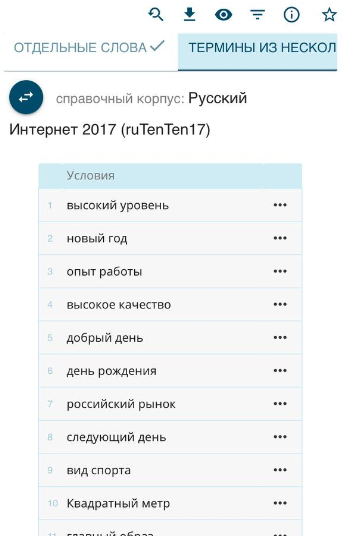 ОТДЕЛЬНЫЕ СЛОВА
ТЕРМИНЫ ИЗ НЕСКОЛ
справочный корпус: Русский
Интернет 2017 (ruTenTen17)
Условия
1 высокий уровень
2 новый год
3 опыт работы
4 высокое качество
5 добрый день
6 день рождения
7 российский рынок
8 следующий день
9 вид спорта
10 Квадратный метр
11 главный образ